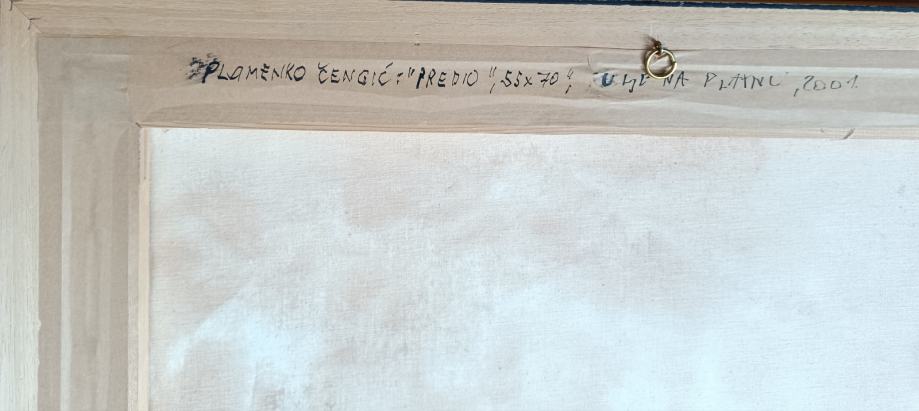 PLAMENKO ČENGIĆ: "PREDIO", 55x70", ULJE NA PLATNU, 2001